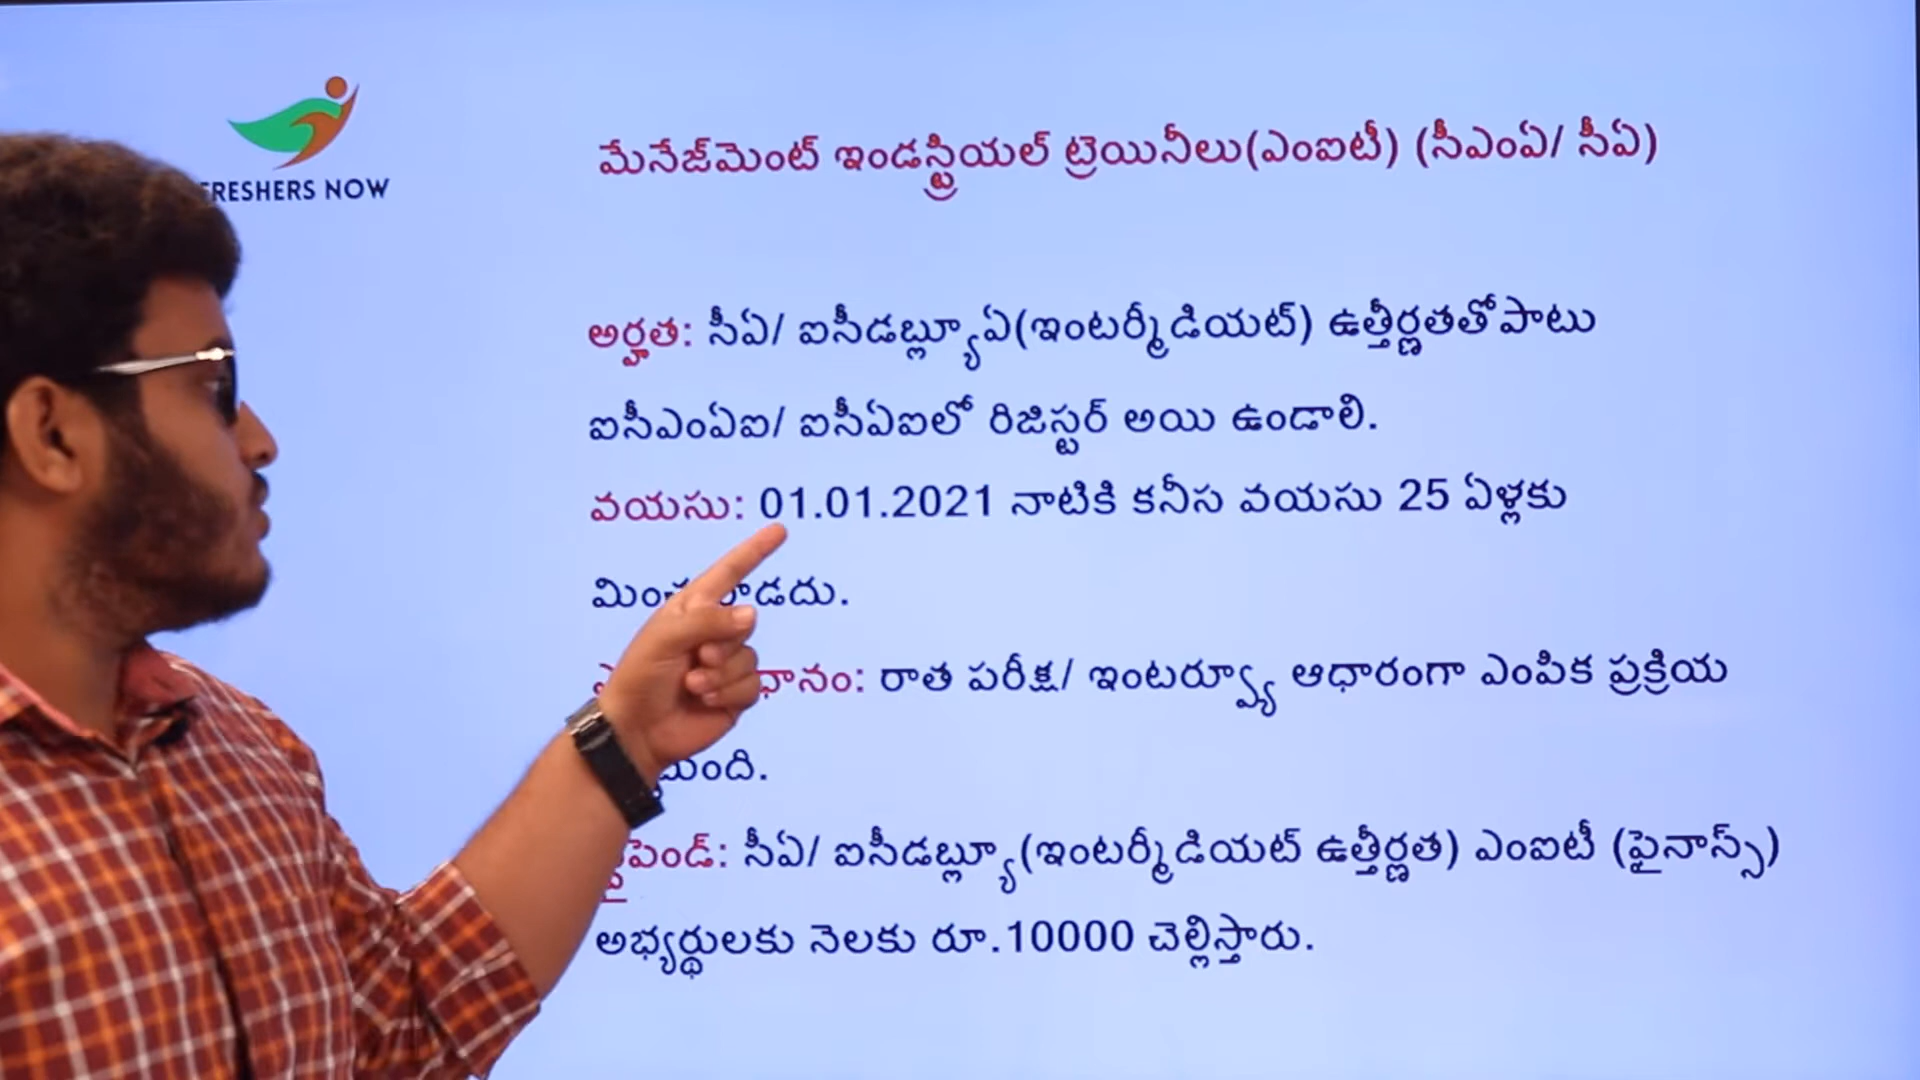 RESHERS NOW
మేనేజ్‌మెంట్ ఇండస్ట్రియల్ ట్రెయినీలు(ఎంఐటీ) (సీఎంఏ/ సీఏ)
అర్హత: సీఏ/ ఐసీడబ్ల్యూఏ(ఇంటర్మీడియట్) ఉత్తీర్ణతతోపాటు
ఐసీఎంఏఐ/ ఐసీఏఐలో రిజిస్టర్ అయి ఉండాలి.
వయసు: 01.01.2021 నాటికి కనీస వయసు 25 ఏళ్లకు
రాత పరీక్ష/ ఇంటర్వ్యూ ఆధారంగా ఎంపిక ప్రక్రియ
సీఏ/ ఐసీడబ్ల్యూ(ఇంటర్మీడియట్ ఉత్తీర్ణత) ఎంఐటీ (ఫైనాన్స్)
అభ్యర్థులకు నెలకు రూ.10000 చెల్లిస్తారు.